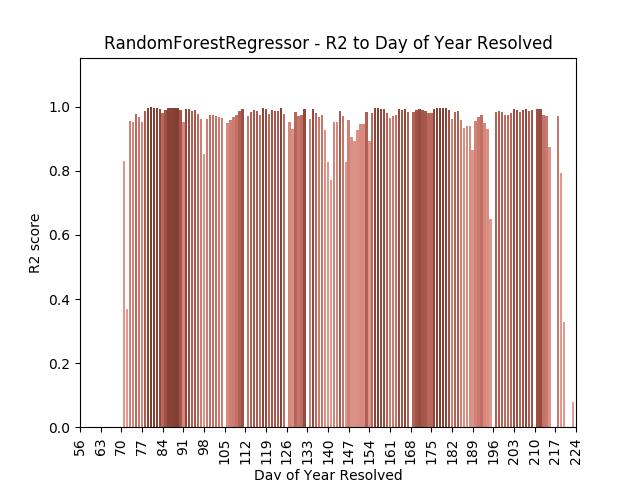 RandomForestRegressor - R2 to Day of Year Resolved
R2 score
1.0
0.8
0.6
0.4
0.2
0.0
56 63 70 77 84 91 98 105 112 119 126 133 140 147 154 161 168 175 182 189 196 203 210 217 224
Day of Year Resolved